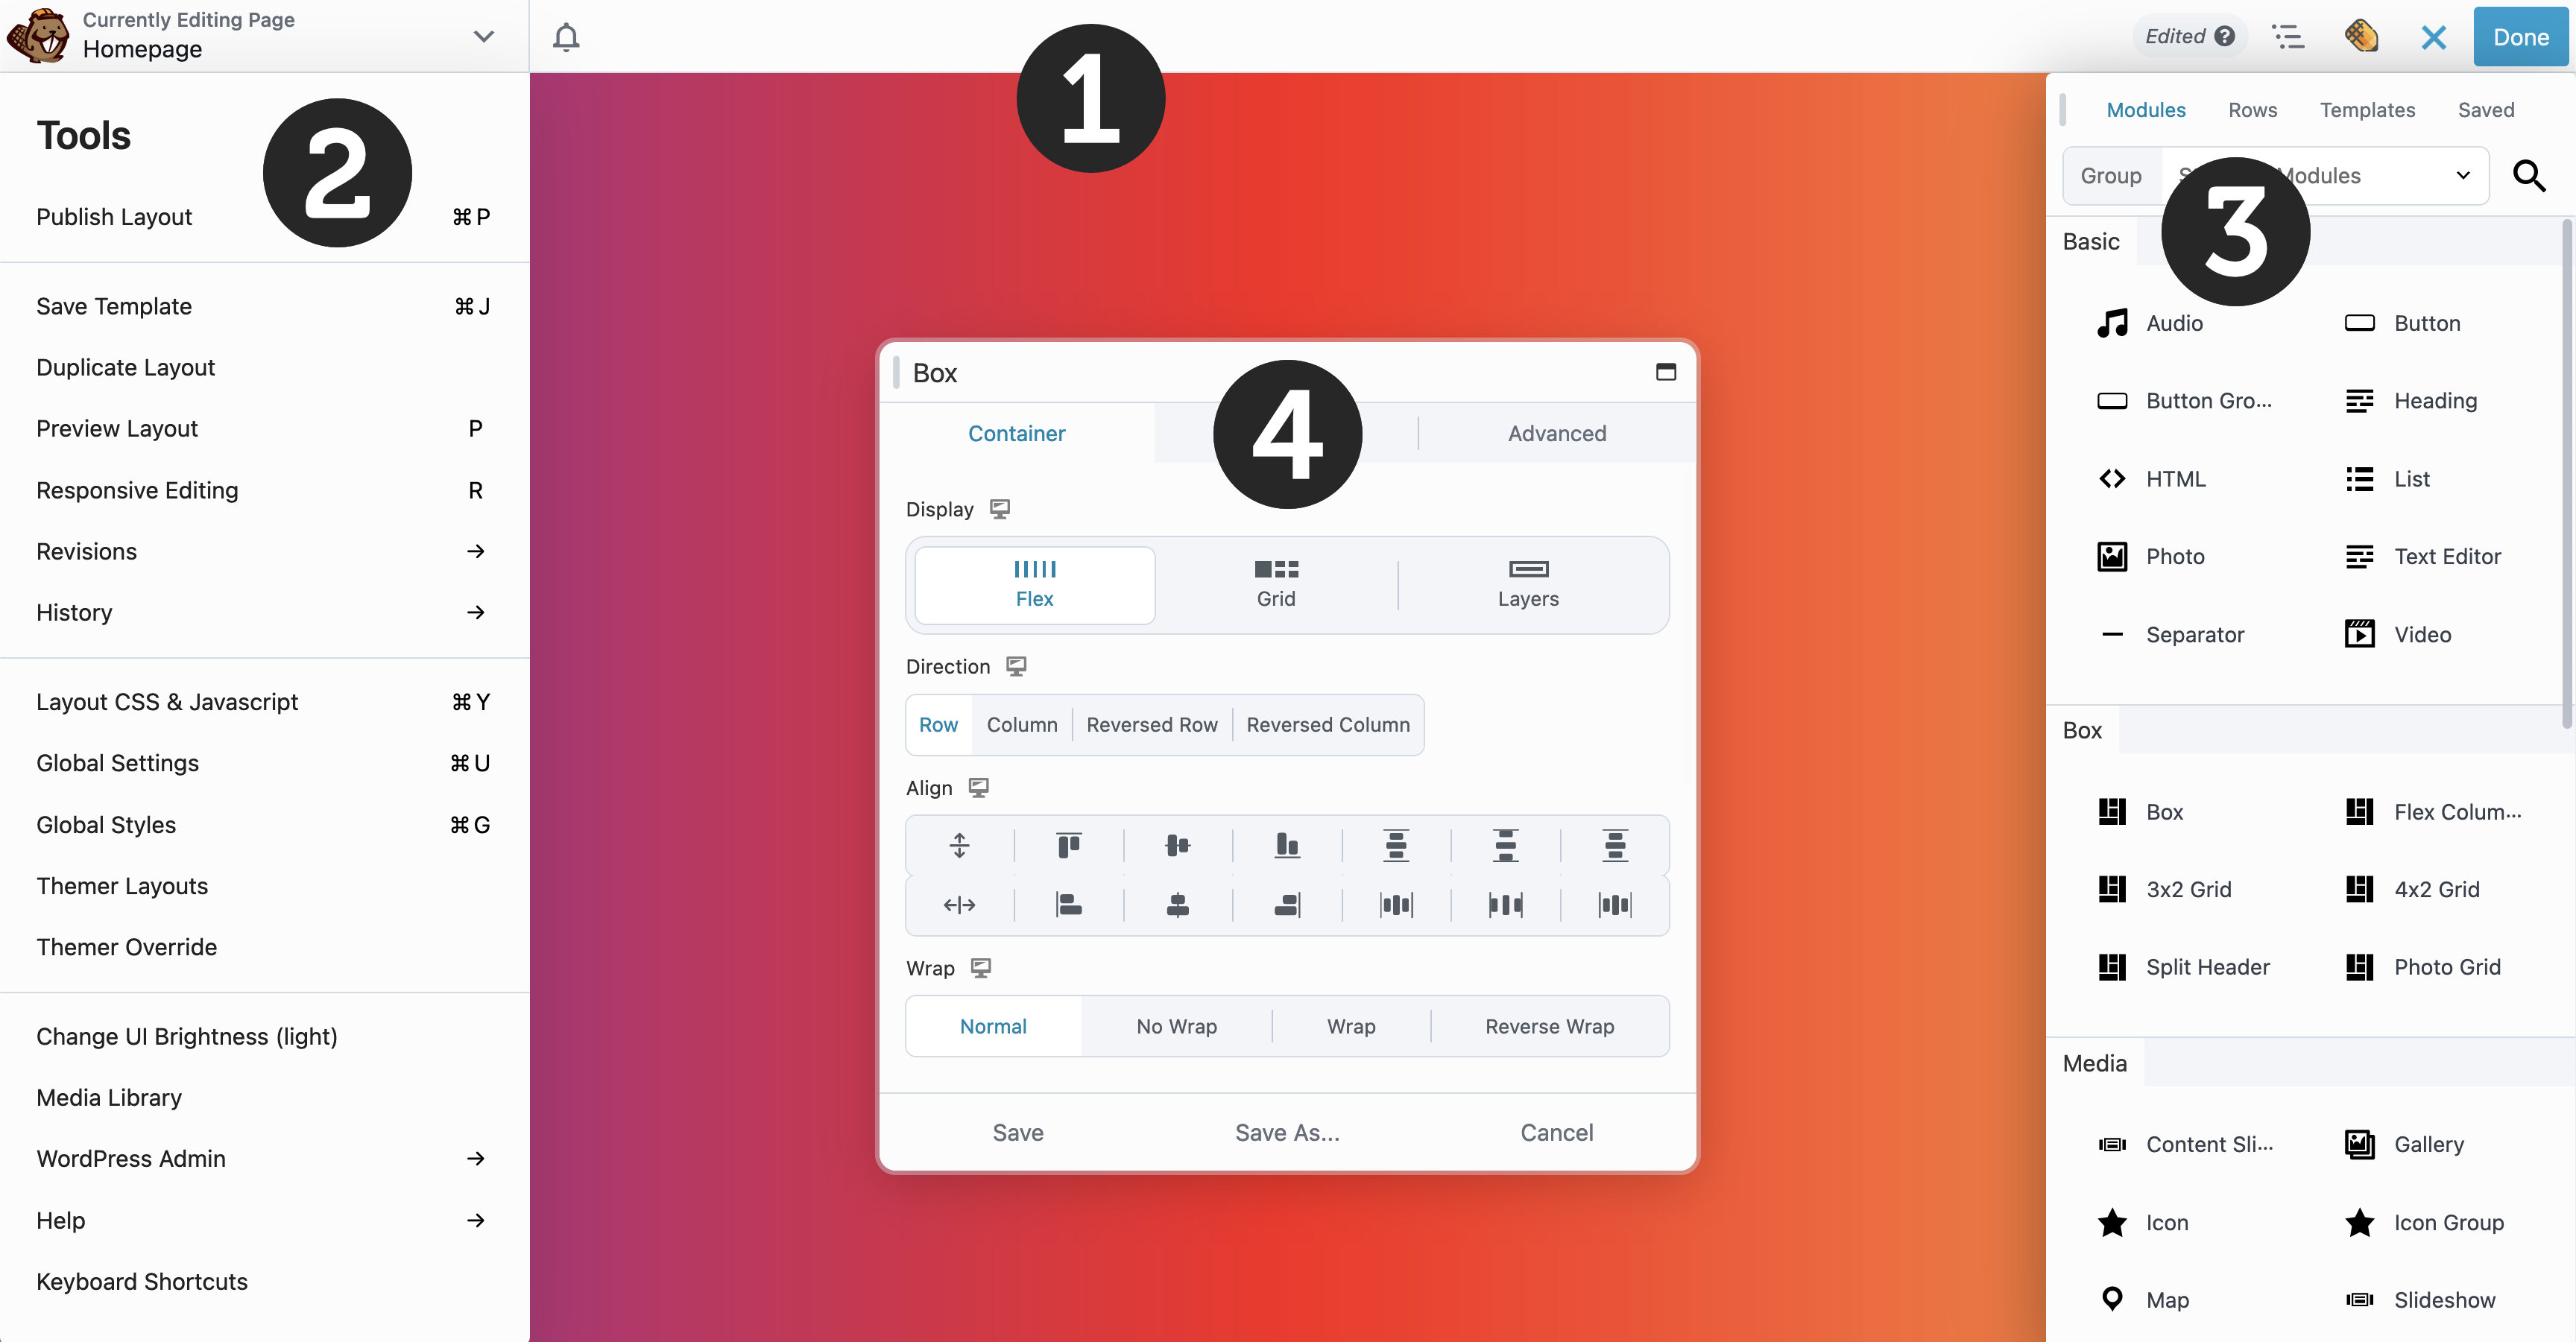 Currently Editing Page
Homepage
Edited ?
Done
1
Tools
2
Publish Layout ⌘ P
Save Template ⌘ J
Duplicate Layout
Preview Layout P
Responsive Editing R
Revisions →
History →
Layout CSS & Javascript ⌘ Y
Global Settings ⌘ U
Global Styles ⌘ G
Themer Layouts
Themer Override
Change UI Brightness (light)
Media Library
WordPress Admin →
Help →
Keyboard Shortcuts
Box
4
Container Advanced
Display
Flex Grid Layers
Direction
Row Column Reversed Row Reversed Column
Align
Wrap
Normal No Wrap Wrap Reverse Wrap
Save Save As... Cancel
Modules Rows Templates Saved
Group Modules
3
Basic
Audio Button
Button Gro... Heading
HTML List
Photo Text Editor
Separator Video
Box
Box Flex Colum...
3x2 Grid 4x2 Grid
Split Header Photo Grid
Media
Content Sli... Gallery
Icon Icon Group
Map Slideshow